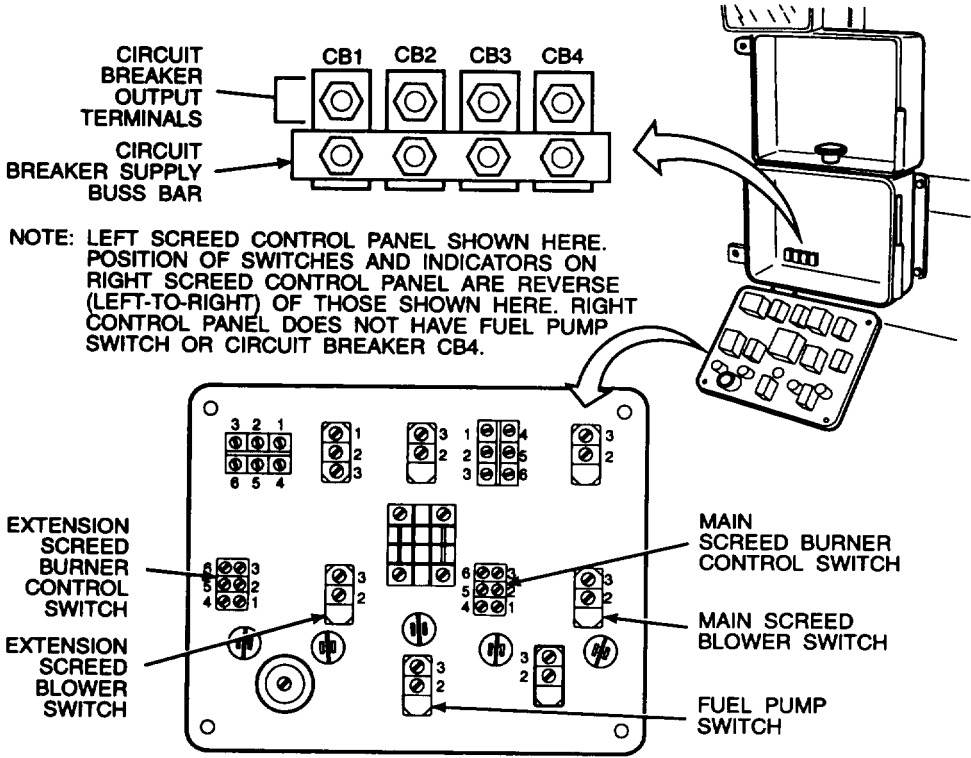 CB1 CB2 CB3 CB4
CIRCUIT
BREAKER
OUTPUT
TERMINALS
CIRCUIT
BREAKER SUPPLY
BUSS BAR
NOTE: LEFT SCREED CONTROL PANEL SHOWN HERE.
POSITION OF SWITCHES AND INDICATORS ON
RIGHT SCREED CONTROL PANEL ARE REVERSE
(LEFT-TO-RIGHT) OF THOSE SHOWN HERE. RIGHT
CONTROL PANEL DOES NOT HAVE FUEL PUMP
SWITCH OR CIRCUIT BREAKER CB4.
3 2 1
6 5 4
1
2
3
3
2
1 4
2 5
3 6
3
2
EXTENSION
SCREED
BURNER
CONTROL
SWITCH
6 3
5 2
4 1
3
2
6 3
5 2
4 1
3
2
MAIN
SCREED BURNER
CONTROL SWITCH
EXTENSION
SCREED
BLOWER
SWITCH
3
2
3
2
MAIN SCREED
BLOWER SWITCH
FUEL PUMP
SWITCH